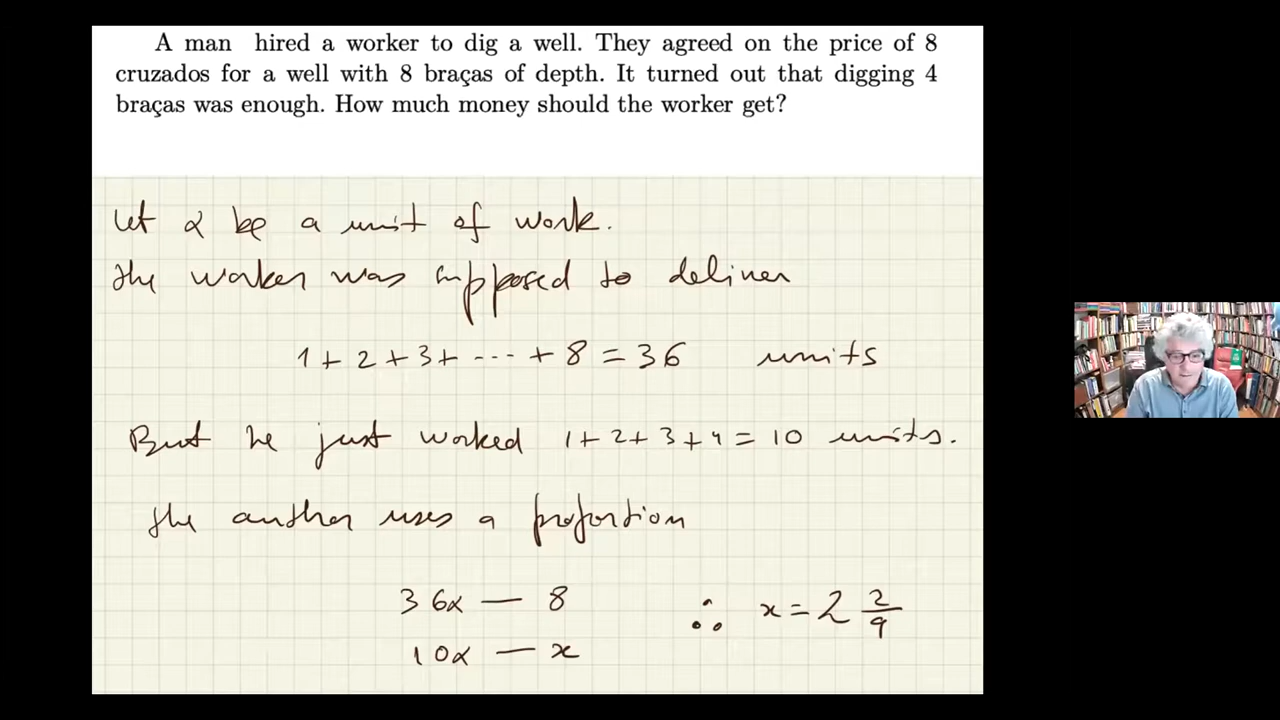 A man hired a worker to dig a well. They agreed on the price of 8
cruzados for a well with 8 braças of depth. It turned out that digging 4
braças was enough. How much money should the worker get?
Let α be a unit of work.
The worker was supposed to deliver
1 + 2 + 3 + ... + 8 = 36 units
But he just worked 1 + 2 + 3 + 4 = 10 units.
The author uses a proportion
36α — 8
10α — x
∴ x = 2 2/9